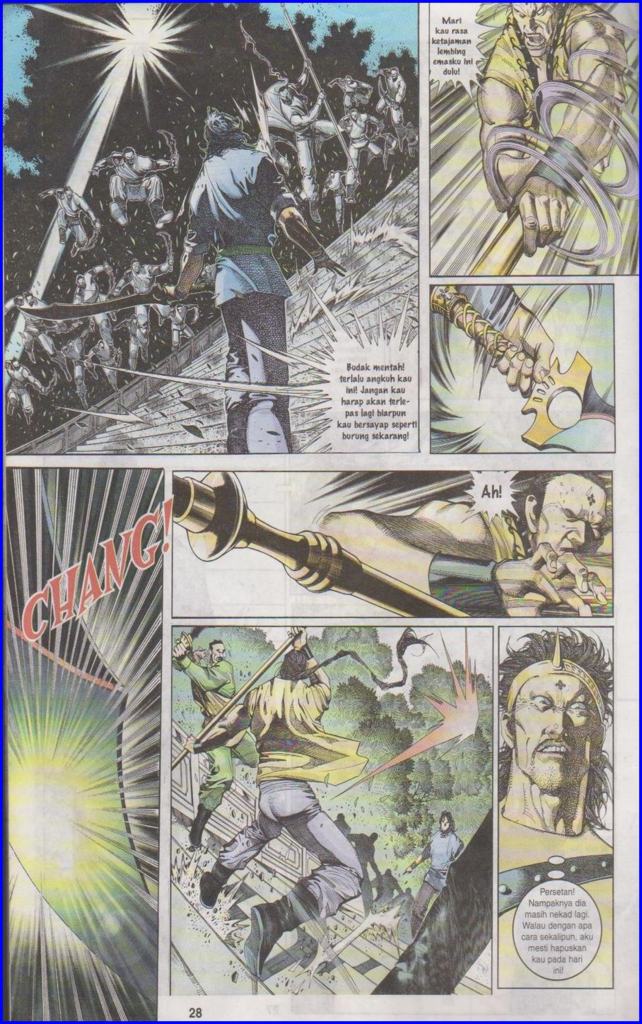 Mari
kau rasa
ketajaman
lembing
emasku ini
dulu!
Budak mentah!
terlalu angkuh kau
ini! Jangan kau
harap akan terle-
pas lagi biarpun
kau bersayap seperti
burung sekarang!
CHANG!
Ah!
Persetan!
Nampaknya dia
masih nekad lagi.
Walau dengan apa
cara sekalipun, aku
mesti hapuskan
kau pada hari
ini!
28